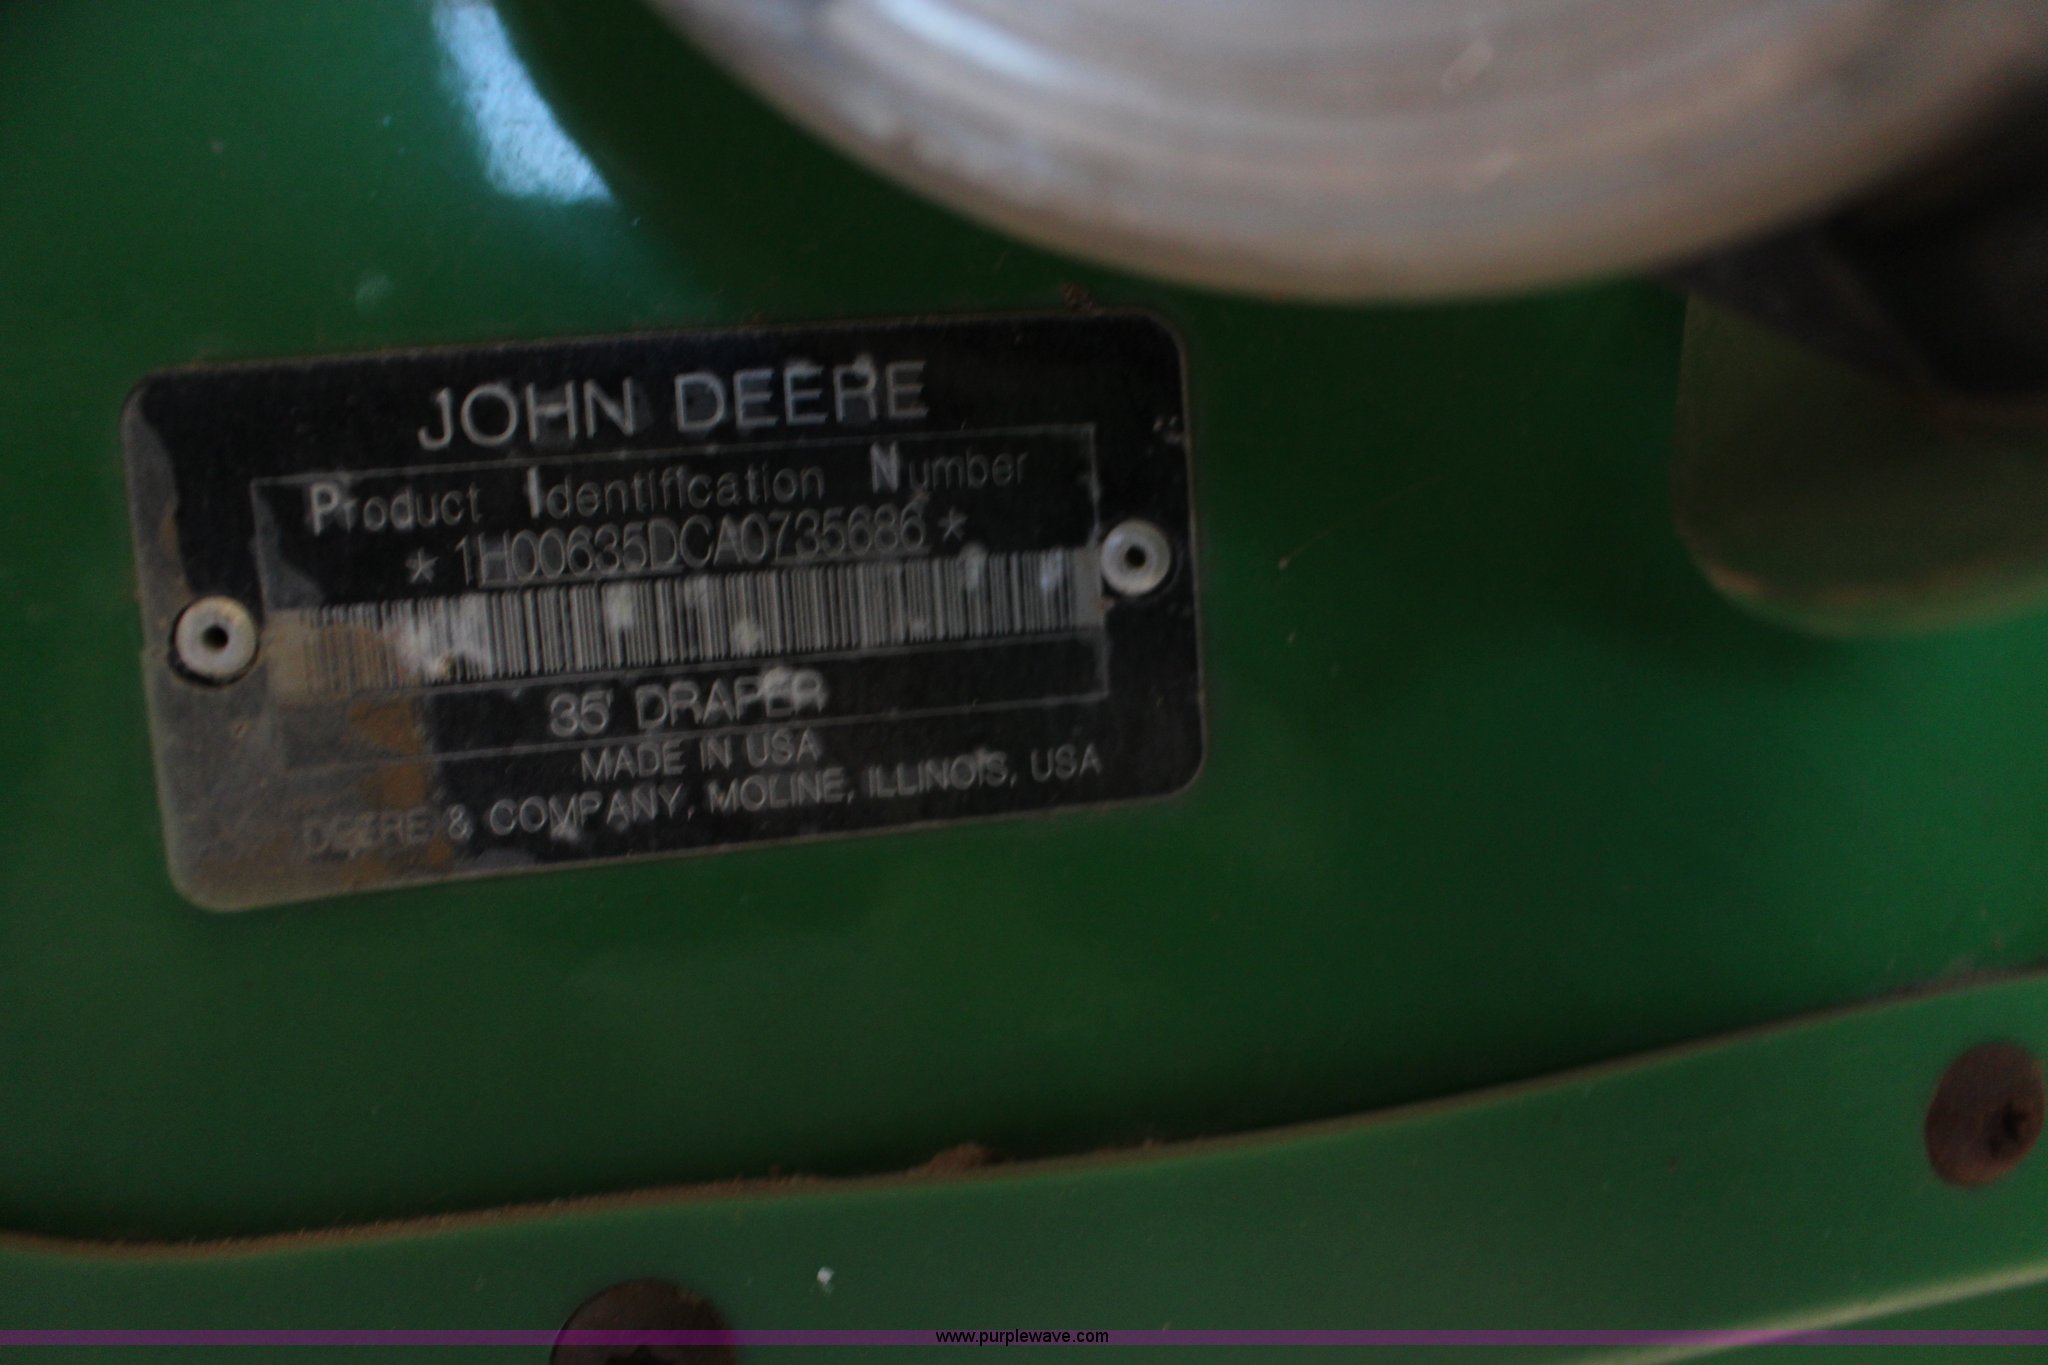 JOHN DEERE
Product Identification Number
* 1H00635DCA0735686 *
35' DRAPER
MADE IN USA
DEERE & COMPANY, MOLINE, ILLINOIS, USA
www.purplewave.com